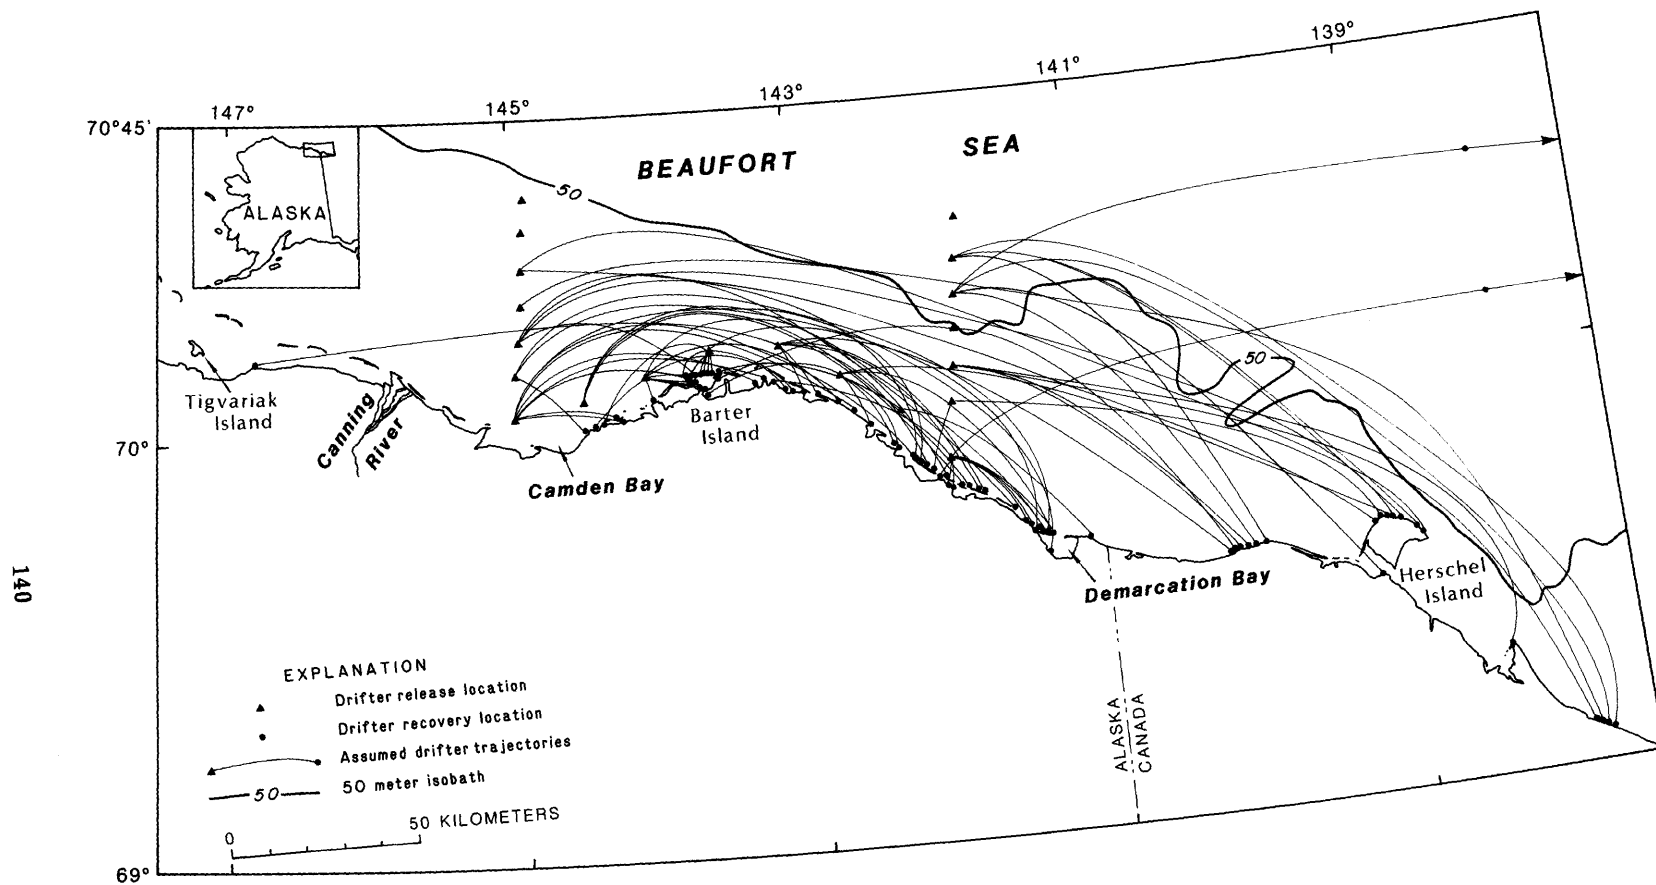 139°
141°
143°
145°
147°
70°45'
BEAUFORT SEA
50
ALASKA
50
Tigvariak
Island
Canning
River
Barter
Island
70°
Camden Bay
Demarcation Bay
Herschel
Island
140
EXPLANATION
Drifter release location
Drifter recovery location
Assumed drifter trajectories
50 50 meter isobath
0 50 KILOMETERS
ALASKA
CANADA
69°